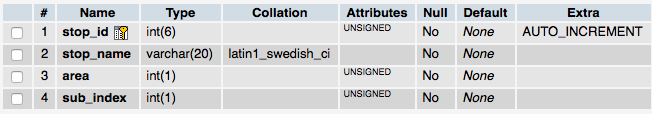 # Name Type Collation Attributes Null Default Extra
1 stop_id int(6) UNSIGNED No None AUTO_INCREMENT
2 stop_name varchar(20) latin1_swedish_ci No None
3 area int(1) UNSIGNED No None
4 sub_index int(1) UNSIGNED No None